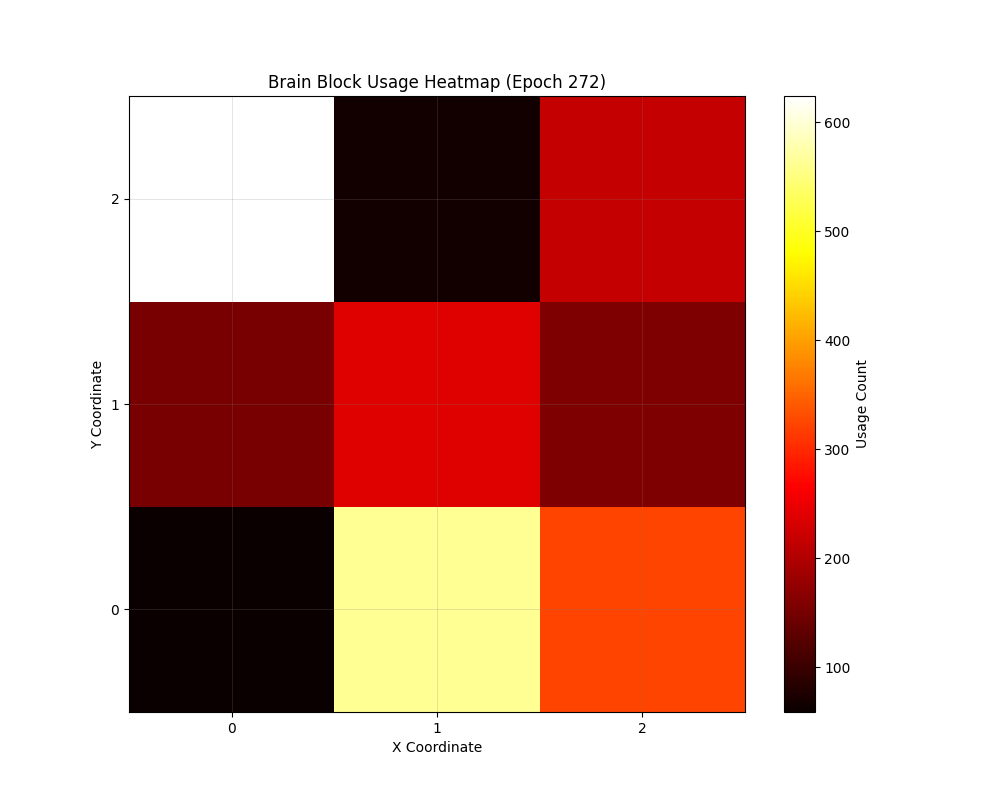 Brain Block Usage Heatmap (Epoch 272)
2
1
0
Y Coordinate
0 1 2
X Coordinate
600
500
400
300
200
100
Usage Count